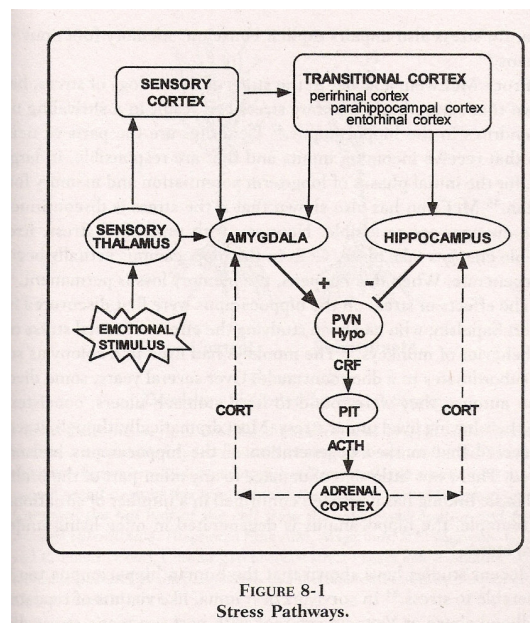 SENSORY
CORTEX
TRANSITIONAL CORTEX
perirhinal cortex
parahippocampal cortex
entorhinal cortex
SENSORY
THALAMUS
AMYGDALA
HIPPOCAMPUS
EMOTIONAL
STIMULUS
+
-
PVN
Hypo
CRF
CORT
PIT
CORT
ACTH
ADRENAL
CORTEX
FIGURE 8-1
Stress Pathways.